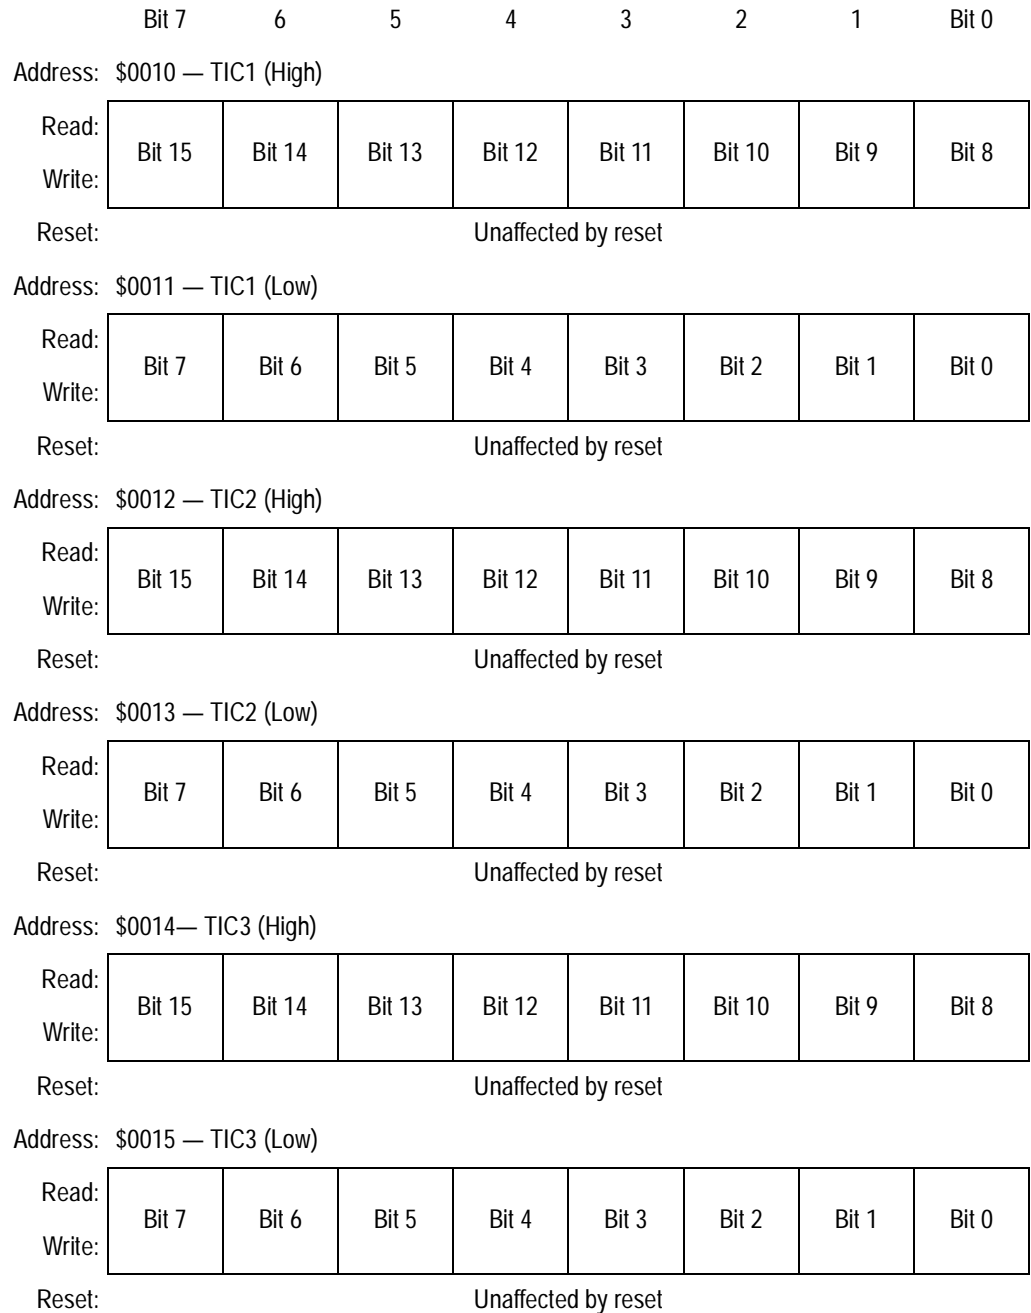 Bit 7 6 5 4 3 2 1 Bit 0
Address: $0010 — TIC1 (High)
Read:
Bit 15 Bit 14 Bit 13 Bit 12 Bit 11 Bit 10 Bit 9 Bit 8
Write:
Reset: Unaffected by reset
Address: $0011 — TIC1 (Low)
Read:
Bit 7 Bit 6 Bit 5 Bit 4 Bit 3 Bit 2 Bit 1 Bit 0
Write:
Reset: Unaffected by reset
Address: $0012 — TIC2 (High)
Read:
Bit 15 Bit 14 Bit 13 Bit 12 Bit 11 Bit 10 Bit 9 Bit 8
Write:
Reset: Unaffected by reset
Address: $0013 — TIC2 (Low)
Read:
Bit 7 Bit 6 Bit 5 Bit 4 Bit 3 Bit 2 Bit 1 Bit 0
Write:
Reset: Unaffected by reset
Address: $0014— TIC3 (High)
Read:
Bit 15 Bit 14 Bit 13 Bit 12 Bit 11 Bit 10 Bit 9 Bit 8
Write:
Reset: Unaffected by reset
Address: $0015 — TIC3 (Low)
Read:
Bit 7 Bit 6 Bit 5 Bit 4 Bit 3 Bit 2 Bit 1 Bit 0
Write:
Reset: Unaffected by reset